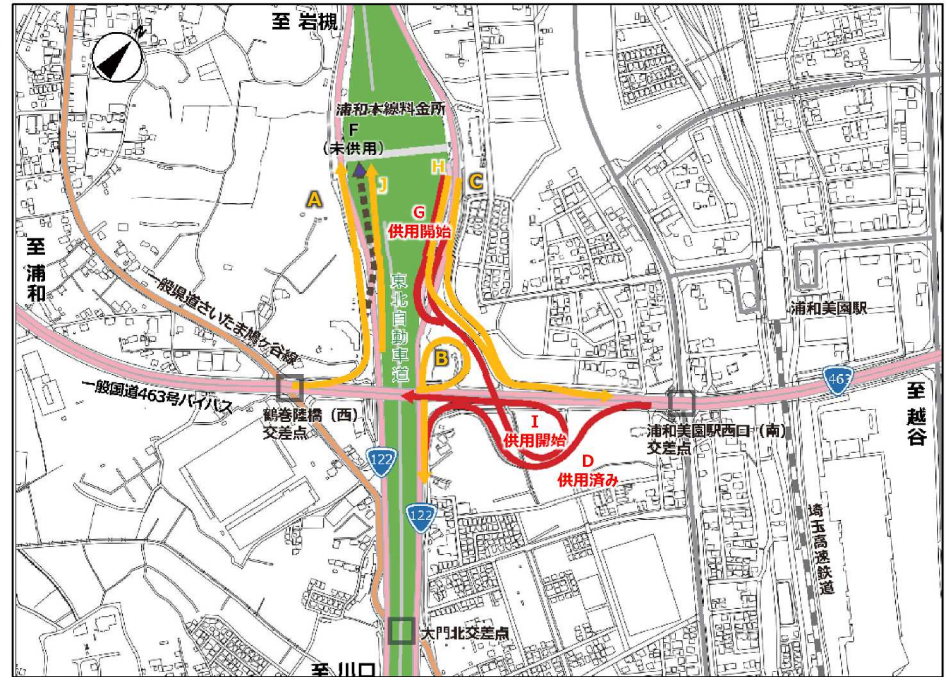 至 岩槻
N
浦和本線料金所
F
(未供用)
H
C
J
A
G
供用開始
至 浦和
一般県道さいたま鳩ヶ谷線
東北自動車道
浦和美園駅
B
463
一般国道463号バイパス
至 越谷
鶴巻陸橋（西）
交差点
I
供用開始
浦和美園駅西口（南）
交差点
D
供用済み
122
122
埼玉高速鉄道
大門北交差点
至 川口